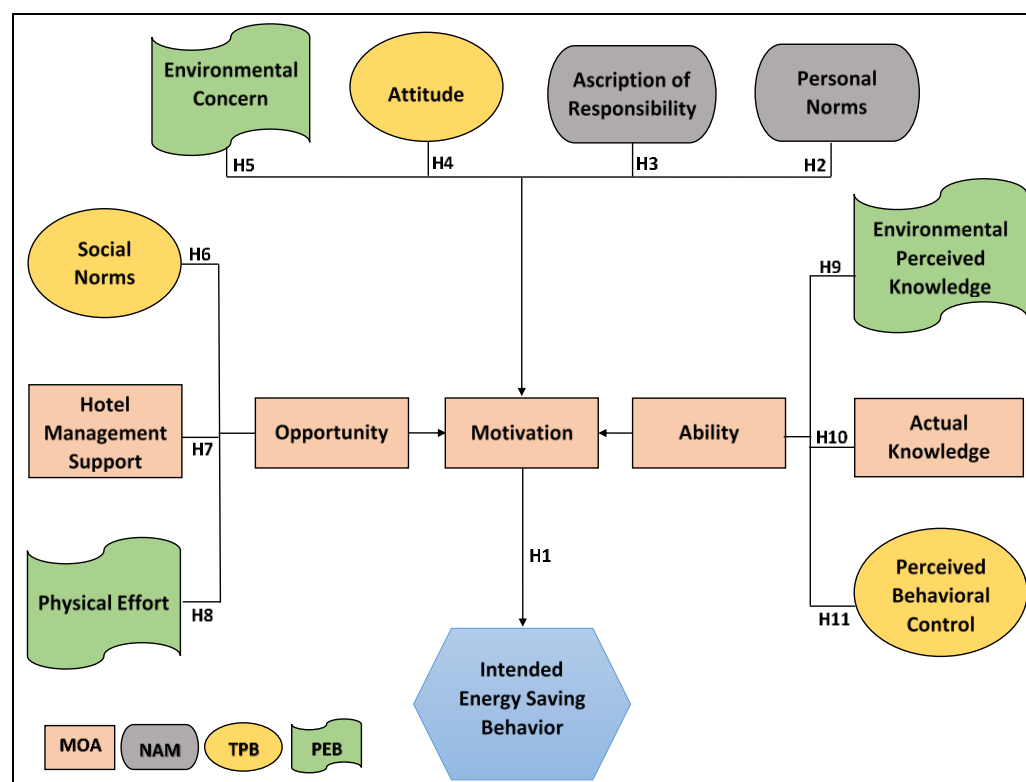 Environmental
Concern
Attitude
Ascription of
Responsibility
Personal
Norms
H5
H4
H3
H2
Social
Norms
H6
Environmental
Perceived
Knowledge
H9
Hotel
Management
Support
H7
Opportunity
Motivation
Ability
H10
Actual
Knowledge
Physical Effort
H8
H1
H11
Perceived
Behavioral
Control
Intended
Energy Saving
Behavior
MOA
NAM
TPB
PEB